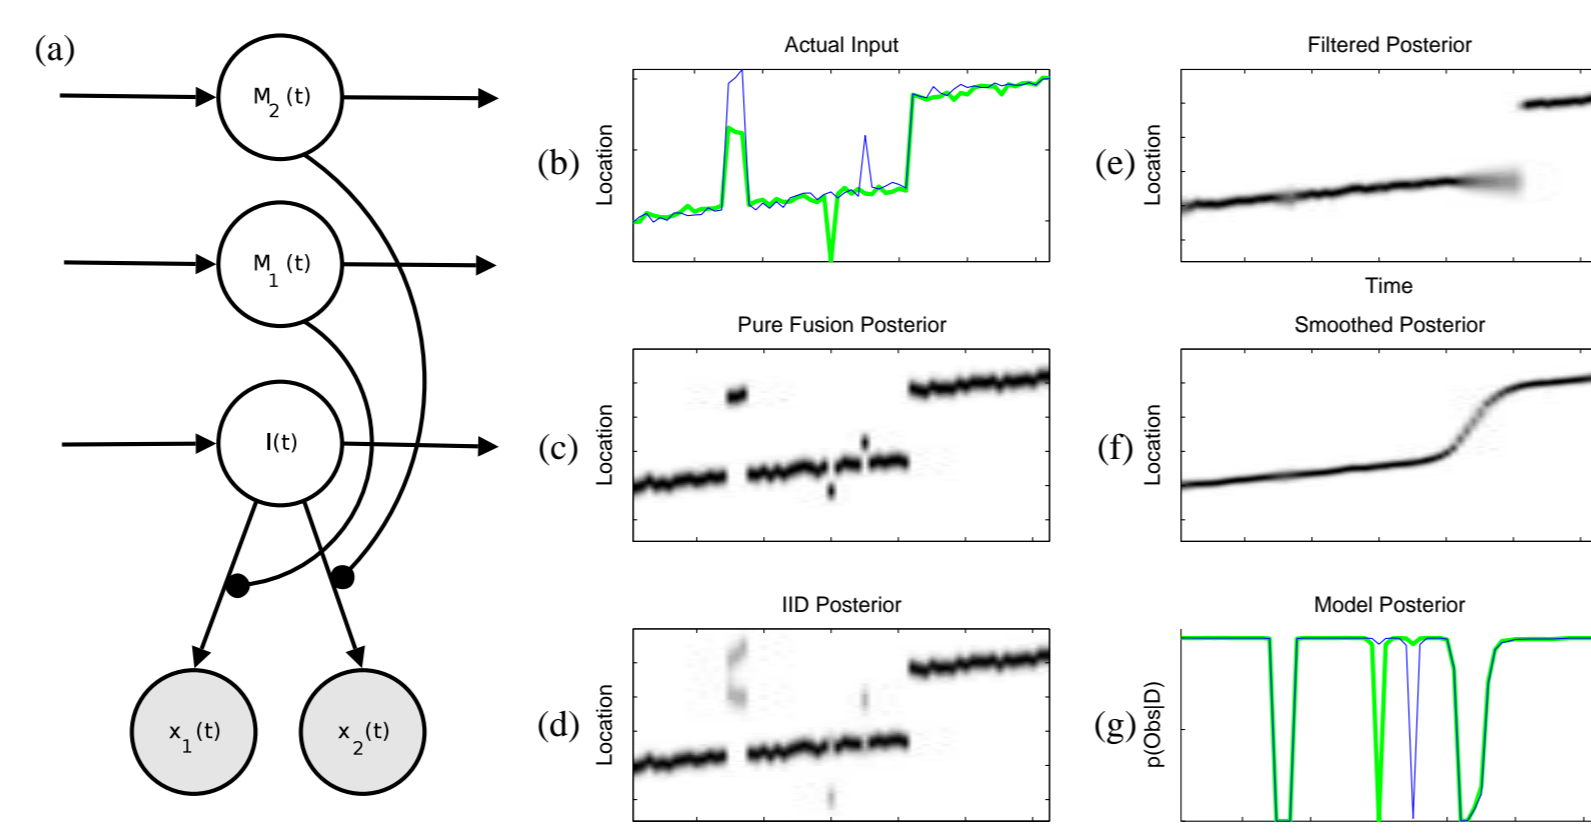 (a)
M2 (t)
M1 (t)
l(t)
x1(t)
x2(t)
Actual Input
(b)
Location
Pure Fusion Posterior
(c)
Location
IID Posterior
(d)
Location
Filtered Posterior
(e)
Location
Time
Smoothed Posterior
(f)
Location
Model Posterior
(g)
p(Obs|D)